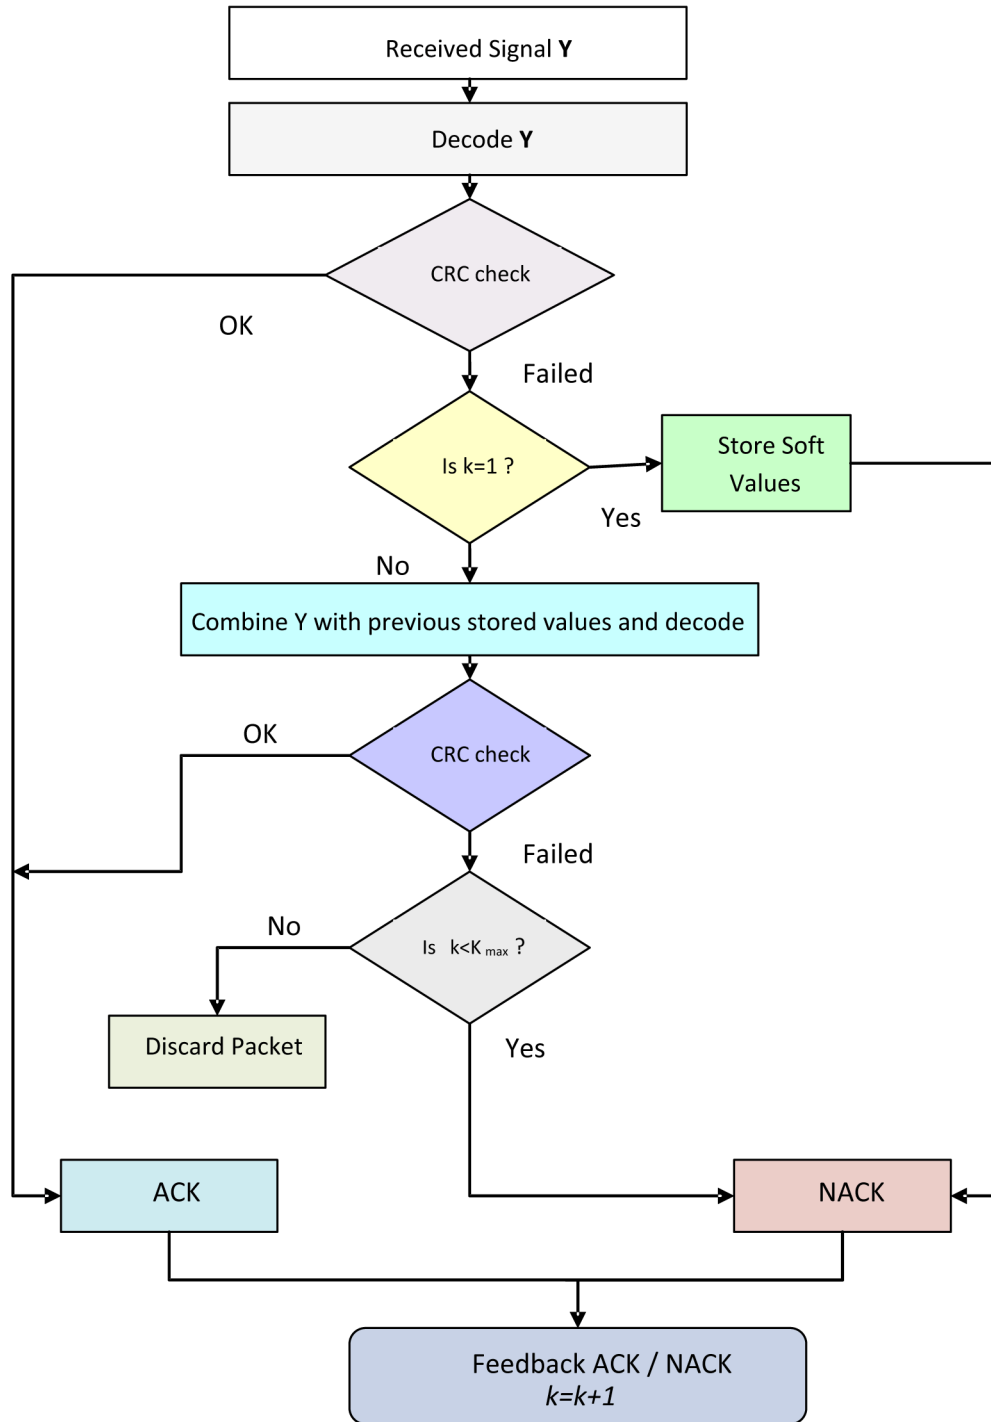 Received Signal Y
Decode Y
CRC check
OK
Failed
Is k=1 ?
Store Soft
Values
Yes
No
Combine Y with previous stored values and decode
OK
CRC check
Failed
No
Is k<K max ?
Discard Packet
Yes
ACK
NACK
Feedback ACK / NACK
k=k+1